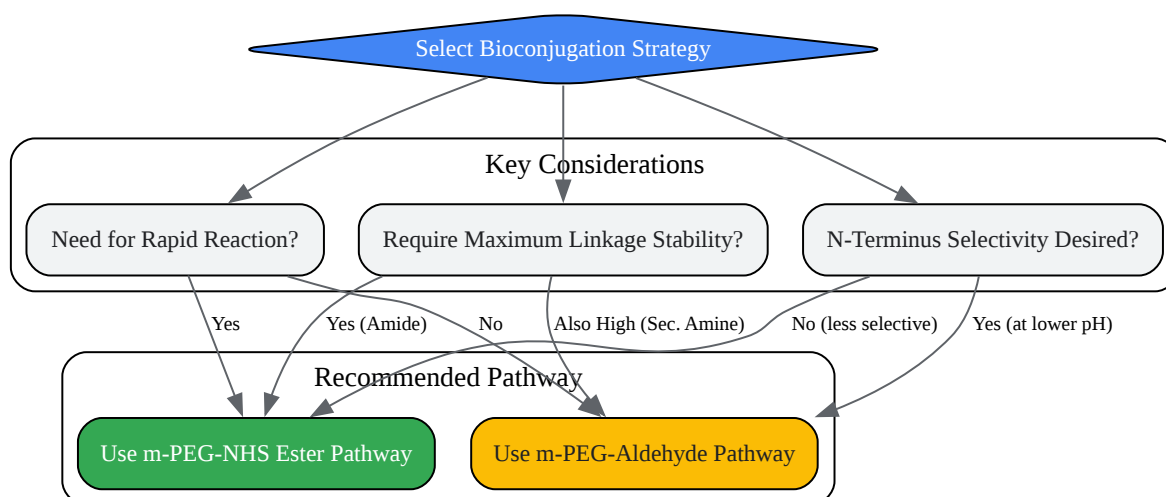 Select Bioconjugation Strategy
Key Considerations
Need for Rapid Reaction?
Require Maximum Linkage Stability?
N-Terminus Selectivity Desired?
Yes
Yes (Amide)
No
Also High (Sec. Amine)
No (less selective)
Yes (at lower pH)
Recommended Pathway
Use m-PEG-NHS Ester Pathway
Use m-PEG-Aldehyde Pathway